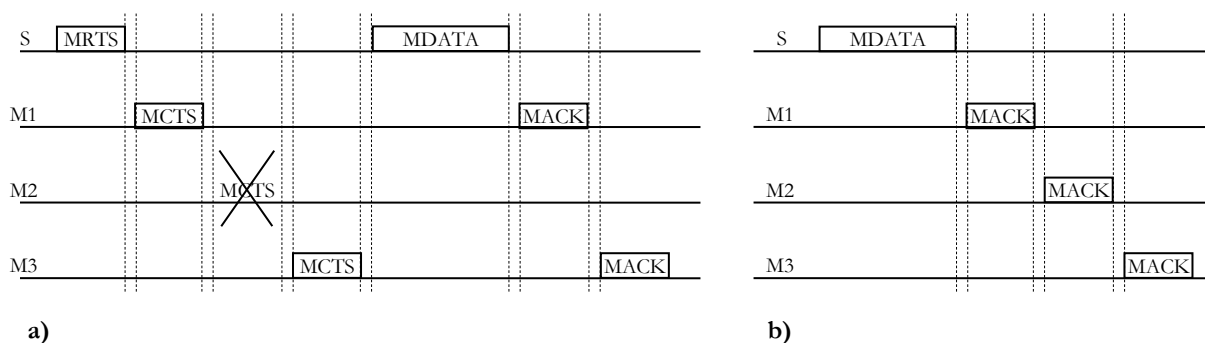 S MRTS MDATA
M1 MCTS MACK
M2 MCTS
M3 MCTS MACK
a)
S MDATA
M1 MACK
M2 MACK
M3 MACK
b)